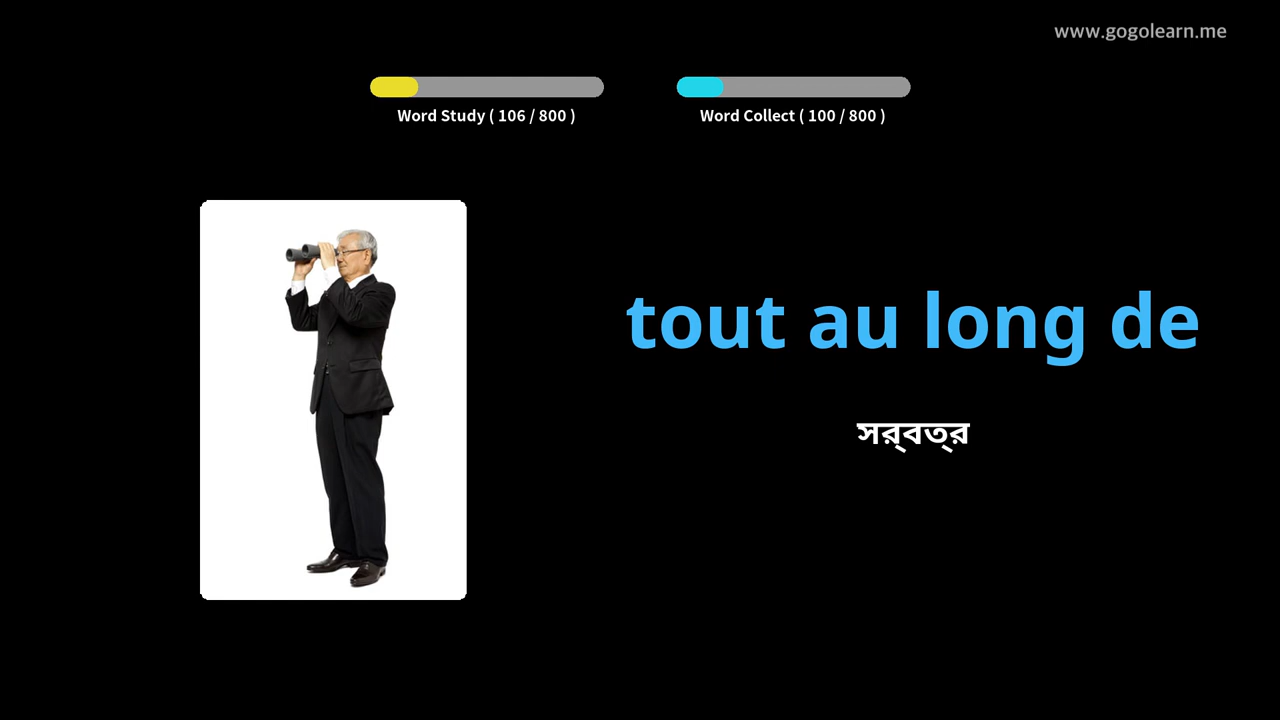 www.gogolearn.me
Word Study ( 106 / 800 )
Word Collect ( 100 / 800 )
tout au long de
সর্বত্র